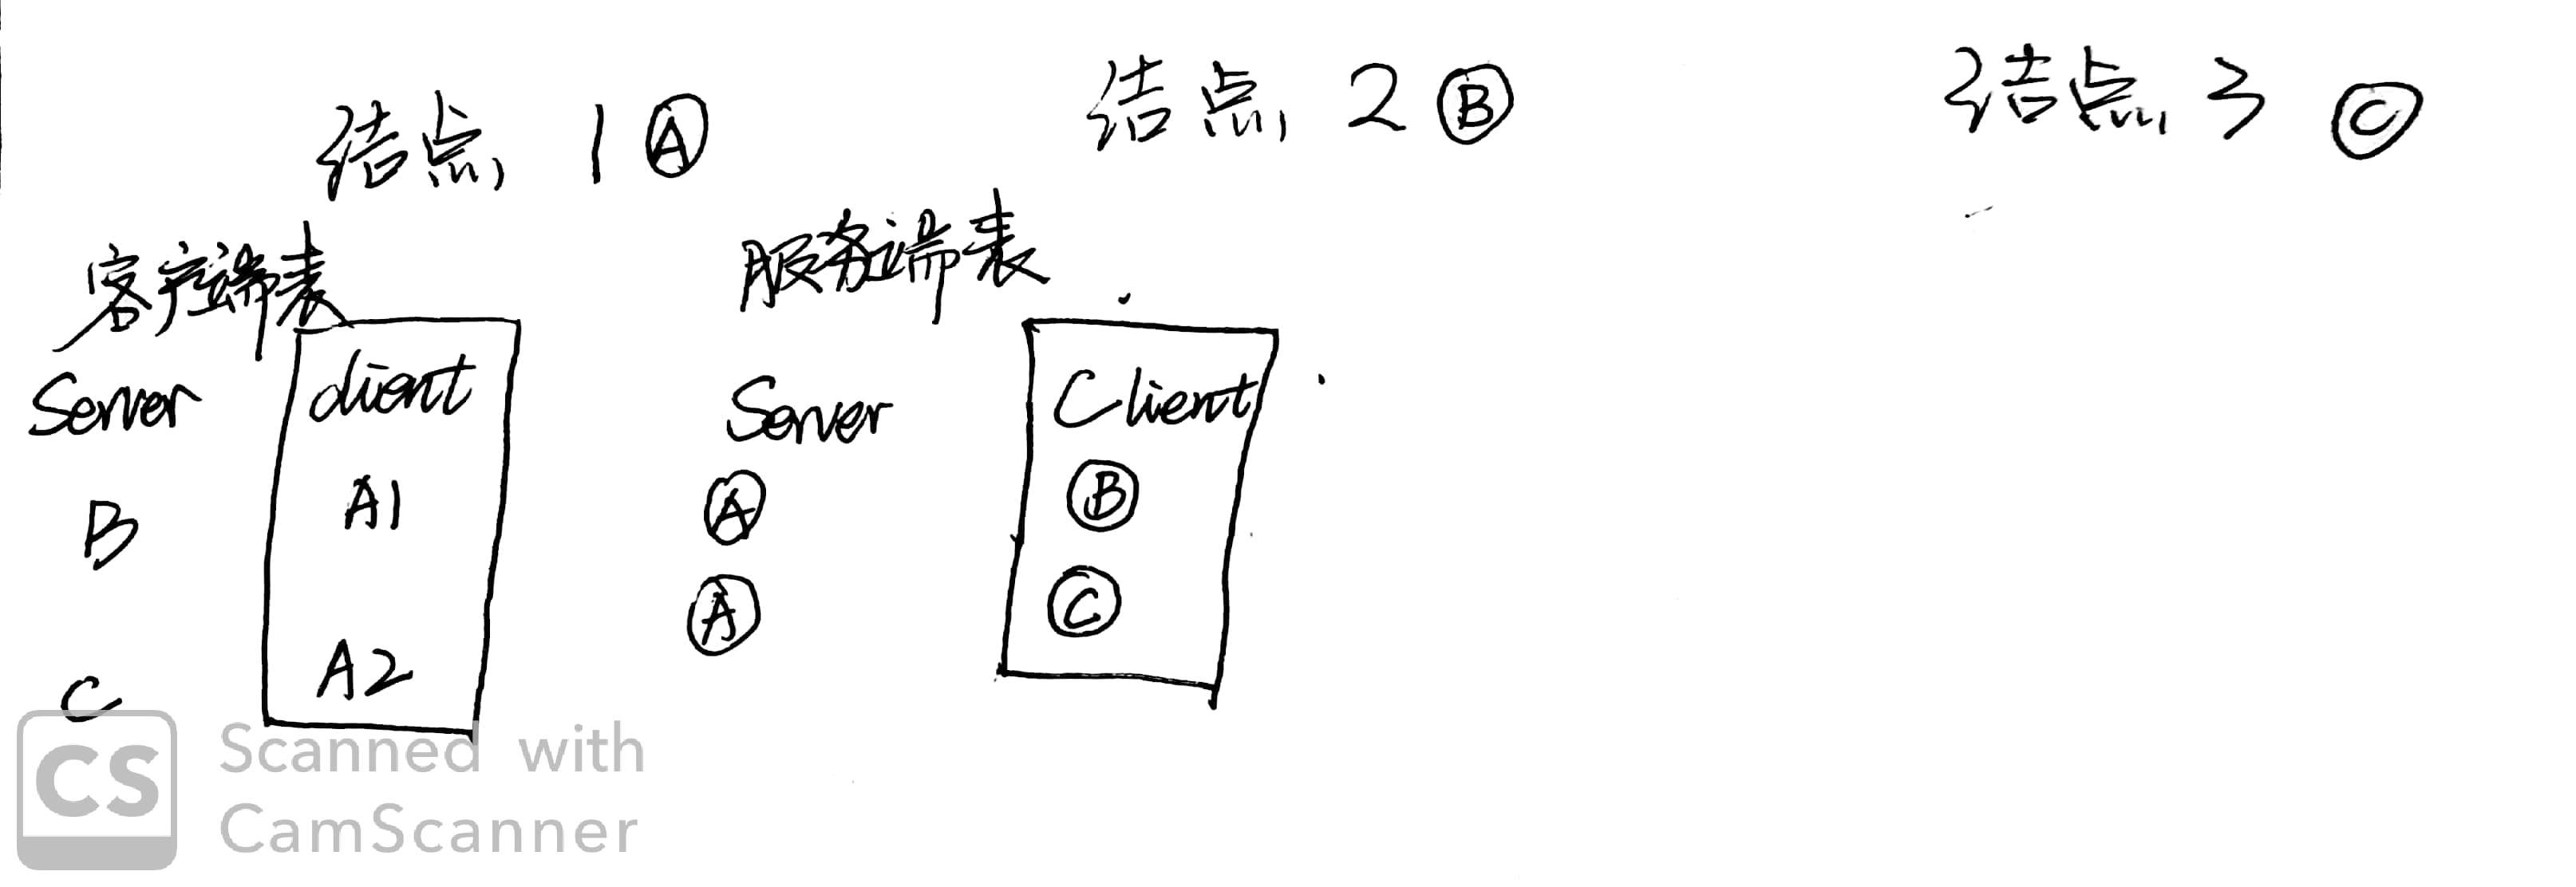 结点 1 Ⓐ 结点 2 Ⓑ 结点 3 Ⓒ
客户端表 服务端表
Server client Server Client
B A1 Ⓐ Ⓑ
C A2 Ⓐ Ⓒ
CS Scanned with
CamScanner